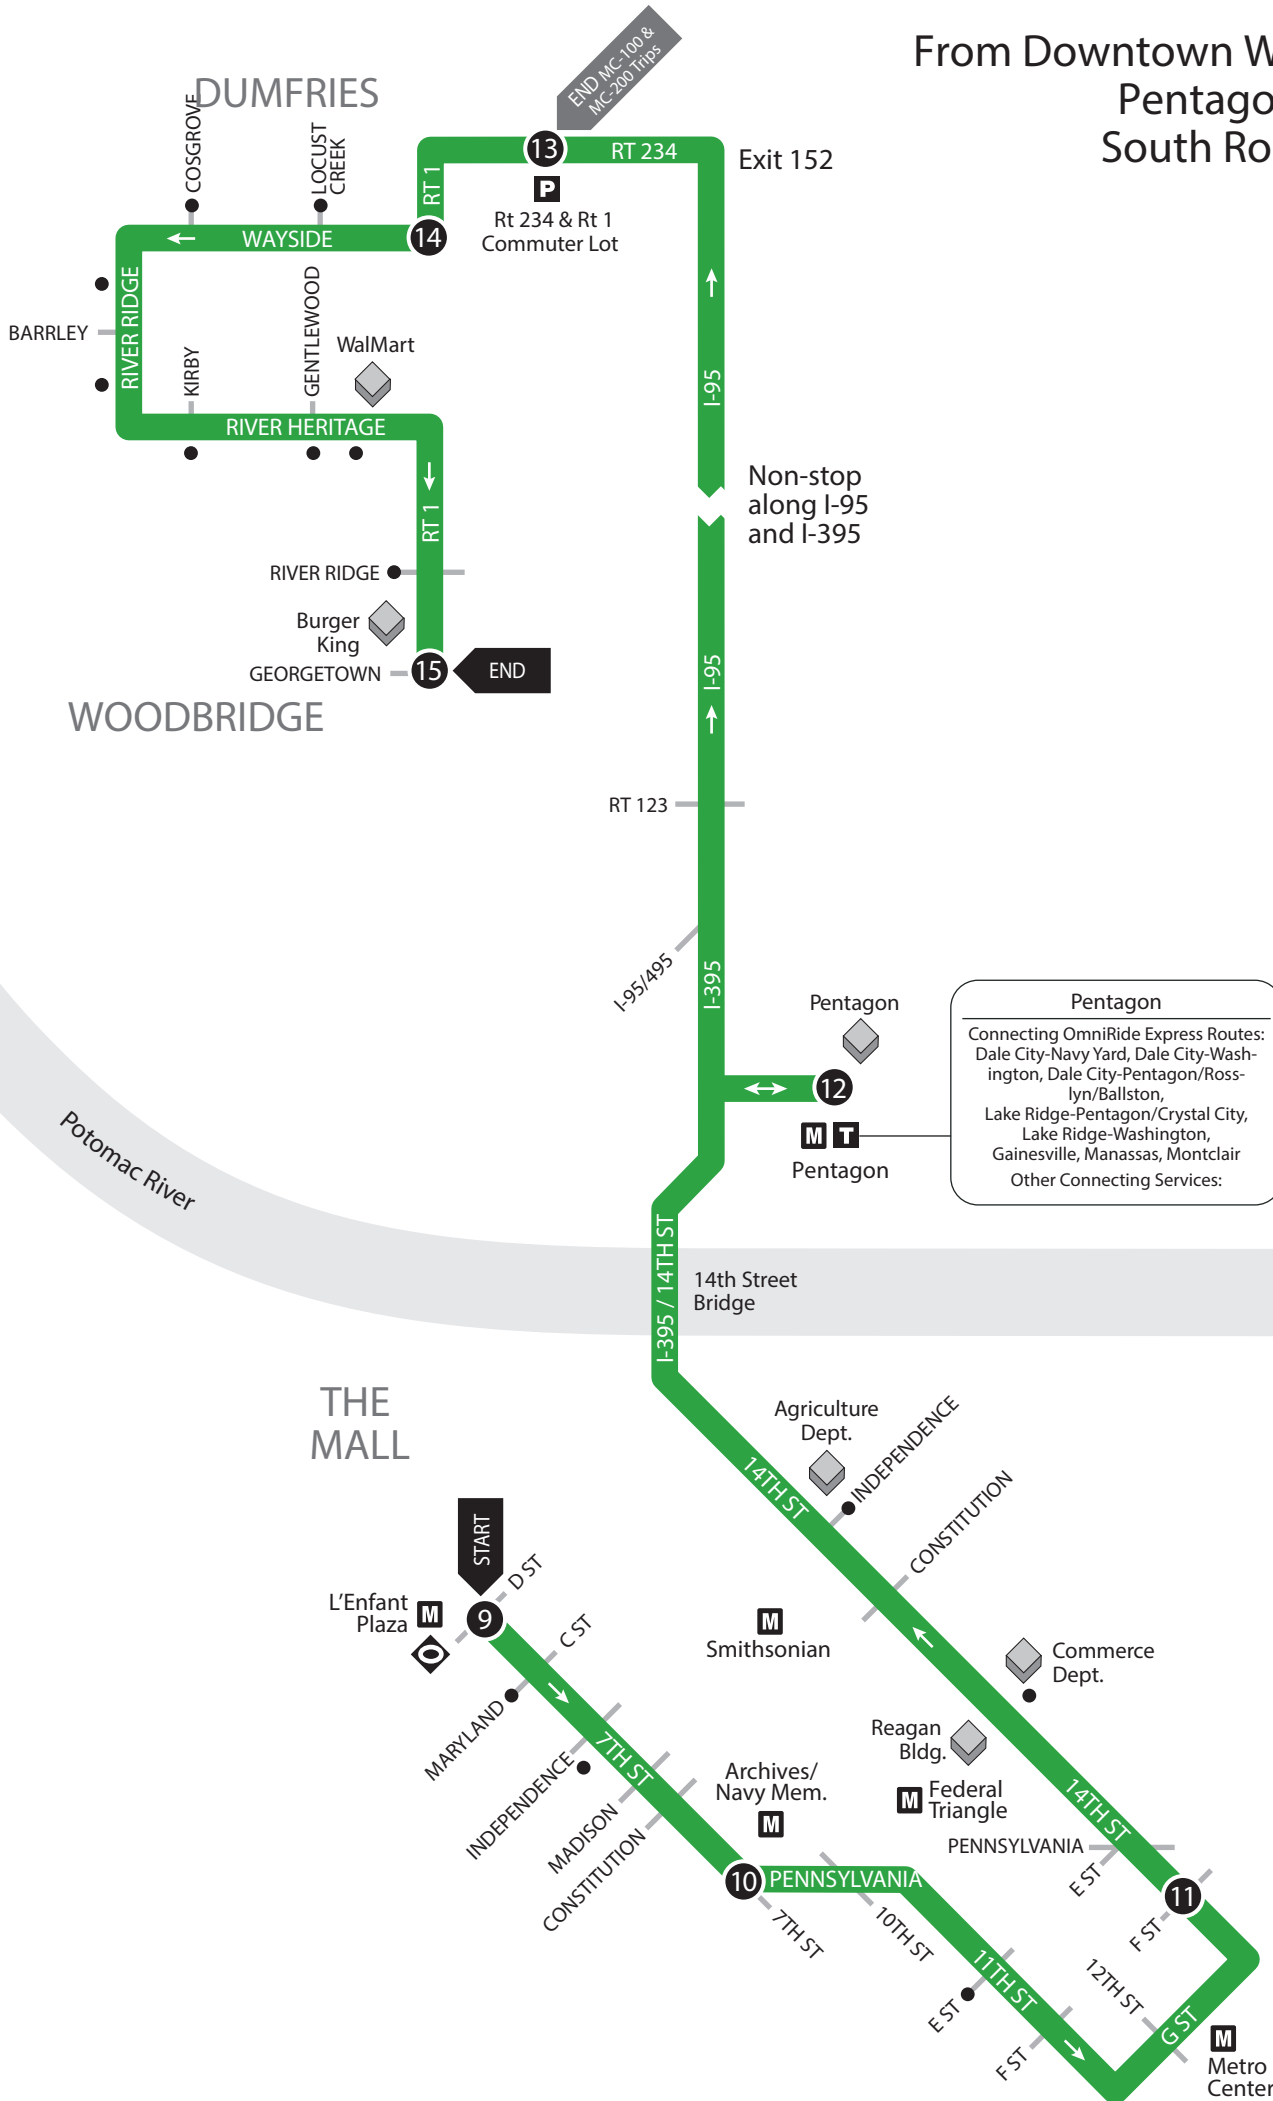 From Downtown W
Pentago
South Ro
END MC-100 &
MC-200 Trips
DUMFRIES
COSGROVE
LOCUST
CREEK
13
RT 234
Exit 152
P
Rt 234 & Rt 1
Commuter Lot
RT 1
14
WAYSIDE
RIVER RIDGE
BARRLEY
KIRBY
GENTLEWOOD
WalMart
RIVER HERITAGE
RT 1
I-95
Non-stop
along I-95
and I-395
RIVER RIDGE
Burger
King
GEORGETOWN
15
END
WOODBRIDGE
I-95
RT 123
I-95/495
I-395
Pentagon
12
M T
Pentagon
Pentagon
Connecting OmniRide Express Routes:
Dale City-Navy Yard, Dale City-Wash-
ington, Dale City-Pentagon/Ross-
lyn/Ballston,
Lake Ridge-Pentagon/Crystal City,
Lake Ridge-Washington,
Gainesville, Manassas, Montclair
Other Connecting Services:
Potomac River
I-395 / 14TH ST
14th Street
Bridge
THE
MALL
Agriculture
Dept.
INDEPENDENCE
14TH ST
CONSTITUTION
START
D ST
L'Enfant
Plaza
M
9
C ST
M
Smithsonian
Commerce
Dept.
MARYLAND
7TH ST
INDEPENDENCE
MADISON
CONSTITUTION
Reagan
Bldg.
Archives/
Navy Mem.
M
M
Federal
Triangle
14TH ST
PENNSYLVANIA
E ST
10
PENNSYLVANIA
7TH ST
10TH ST
11
F ST
11TH ST
E ST
F ST
12TH ST
G ST
M
Metro
Center